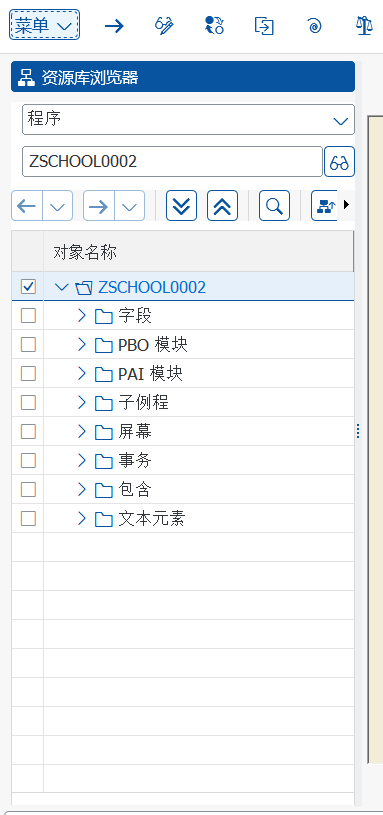 菜单
资源库浏览器
程序
ZSCHOOL0002
对象名称
ZSCHOOL0002
字段
PBO 模块
PAI 模块
子例程
屏幕
事务
包含
文本元素